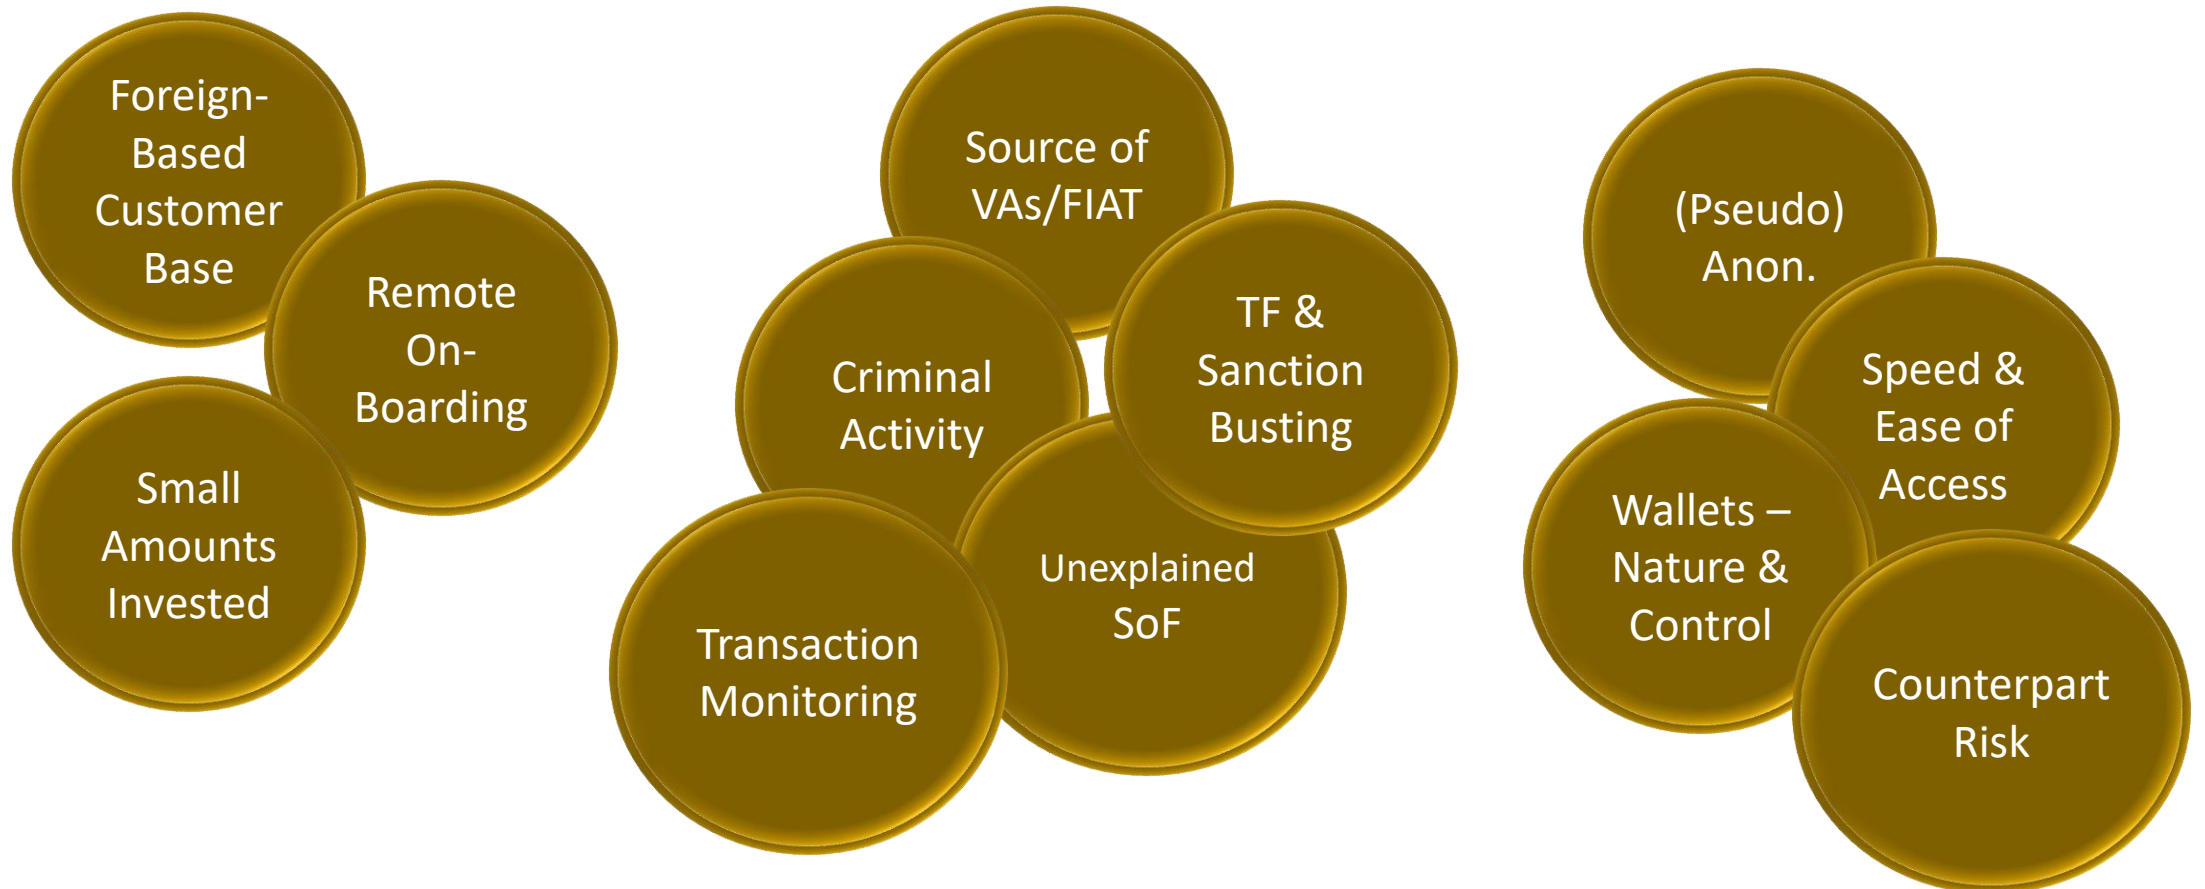 Foreign-
Based
Customer
Base
Remote
On-
Boarding
Small
Amounts
Invested
Source of
VAs/FIAT
Criminal
Activity
TF &
Sanction
Busting
Unexplained
SoF
Transaction
Monitoring
(Pseudo)
Anon.
Speed &
Ease of
Access
Wallets –
Nature &
Control
Counterpart
Risk